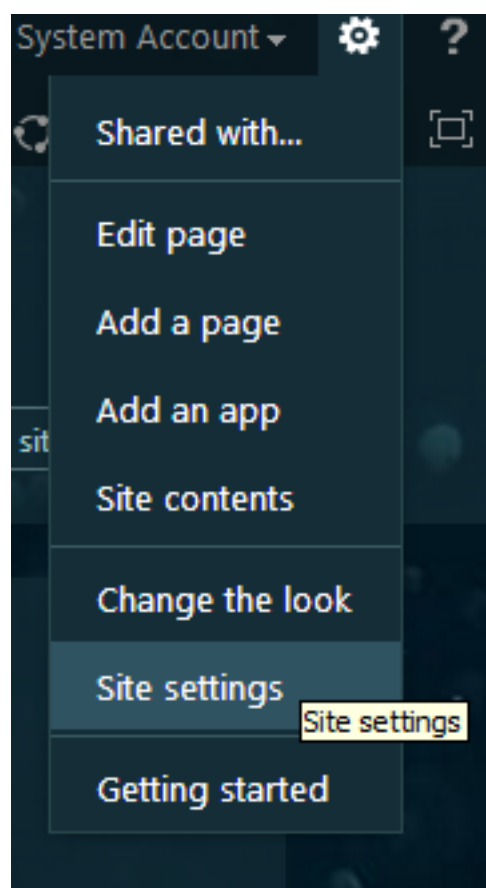 System Account ?
Shared with...
Edit page
Add a page
Add an app
sit
Site contents
Change the look
Site settings
Site settings
Getting started